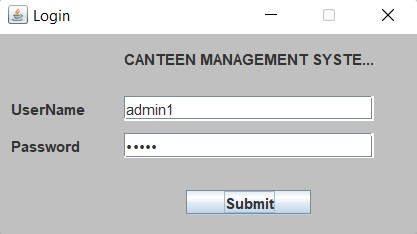 Login
CANTEEN MANAGEMENT SYSTE...
UserName admin1
Password •••••
Submit